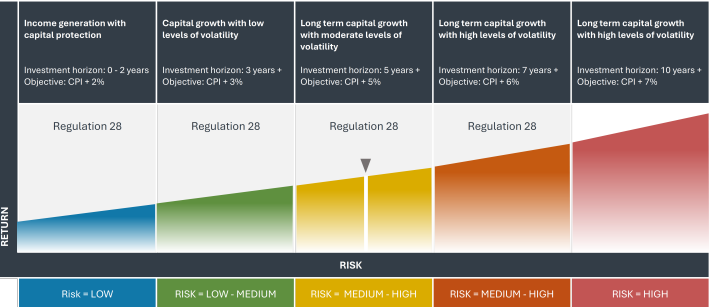 Income generation with
capital protection
Investment horizon: 0 - 2 years
Objective: CPI + 2%
Capital growth with low
levels of volatility
Investment horizon: 3 years +
Objective: CPI + 3%
Long term capital growth
with moderate levels of
volatility
Investment horizon: 5 years +
Objective: CPI + 5%
Long term capital growth
with high levels of volatility
Investment horizon: 7 years +
Objective: CPI + 6%
Long term capital growth
with high levels of volatility
Investment horizon: 10 years +
Objective: CPI + 7%
Regulation 28
Regulation 28
Regulation 28
Regulation 28
RETURN
RISK
Risk = LOW
RISK = LOW - MEDIUM
RISK = MEDIUM - HIGH
RISK = MEDIUM - HIGH
RISK = HIGH